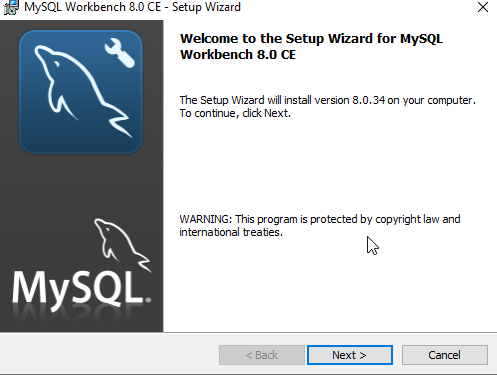 MySQL Workbench 8.0 CE - Setup Wizard
Welcome to the Setup Wizard for MySQL
Workbench 8.0 CE
The Setup Wizard will install version 8.0.34 on your computer.
To continue, click Next.
WARNING: This program is protected by copyright law and
international treaties.
MySQL®
< Back
Next >
Cancel